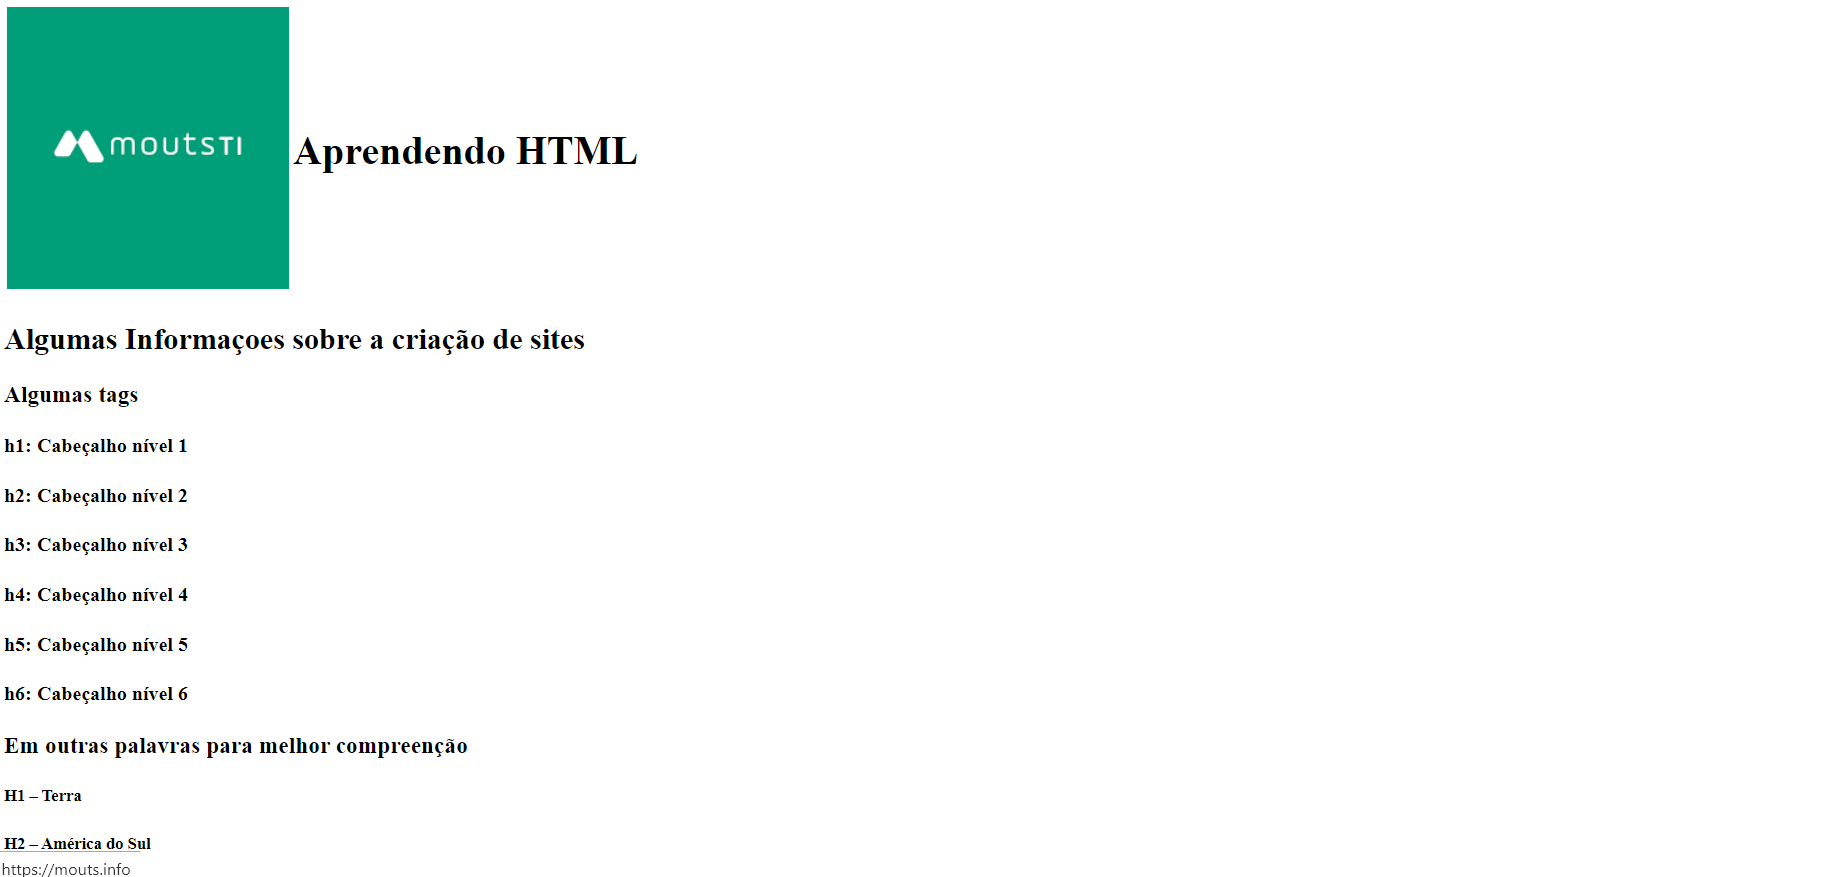 moutsTI
Aprendendo HTML
Algumas Informaçoes sobre a criação de sites
Algumas tags
h1: Cabeçalho nível 1
h2: Cabeçalho nível 2
h3: Cabeçalho nível 3
h4: Cabeçalho nível 4
h5: Cabeçalho nível 5
h6: Cabeçalho nível 6
Em outras palavras para melhor compreenção
H1 – Terra
H2 – América do Sul
https://mouts.info